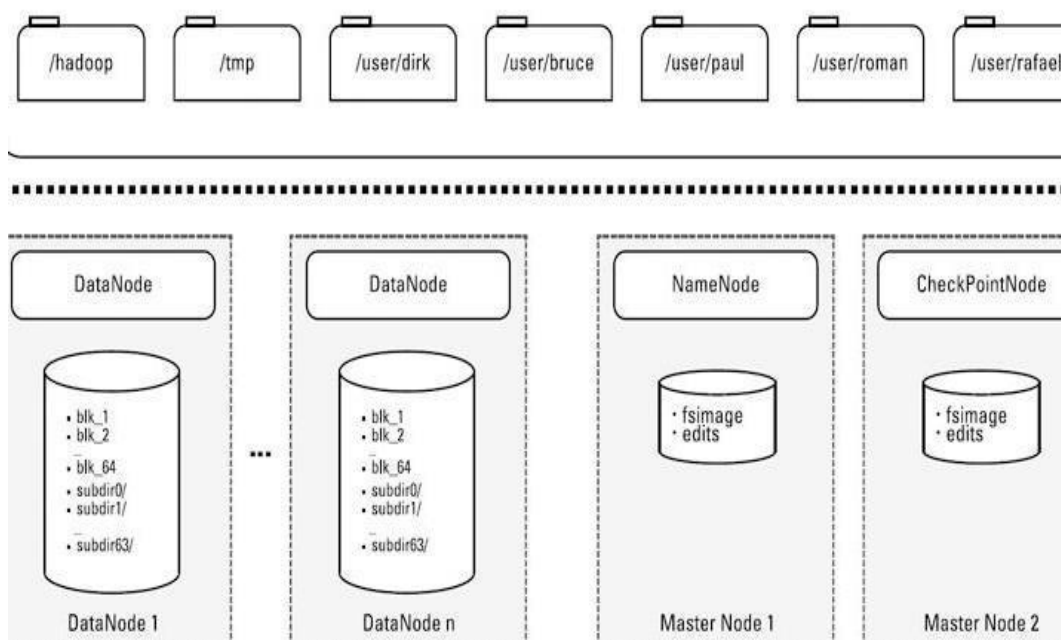 /hadoop
/tmp
/user/dirk
/user/bruce
/user/paul
/user/roman
/user/rafael
DataNode
DataNode
NameNode
CheckPointNode
• blk_1
• blk_2
...
• blk_64
• subdir0/
• subdir1/
...
• subdir63/
...
• blk_1
• blk_2
...
• blk_64
• subdir0/
• subdir1/
...
• subdir63/
• fsimage
• edits
• fsimage
• edits
DataNode 1
DataNode n
Master Node 1
Master Node 2